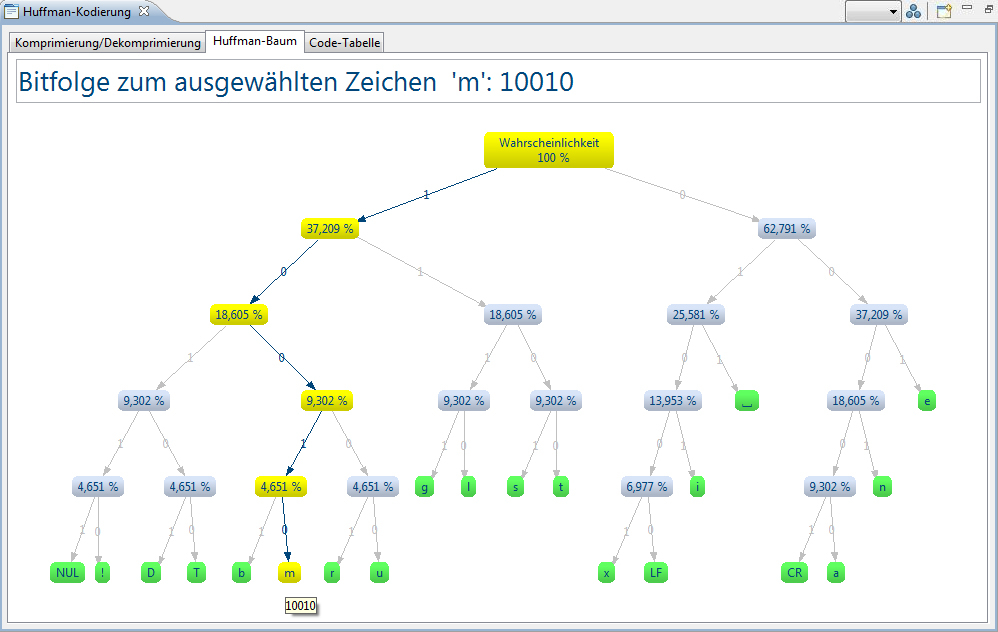 Huffman-Kodierung
Komprimierung/Dekomprimierung Huffman-Baum Code-Tabelle
Bitfolge zum ausgewählten Zeichen 'm': 10010
Wahrscheinlichkeit
100 %
1 0
37,209 % 62,791 %
0 1 1 0
18,605 % 18,605 % 25,581 % 37,209 %
1 0 1 0 0 1 0 1
9,302 % 9,302 % 9,302 % 9,302 % 13,953 % ␣ 18,605 % e
1 0 1 0 1 0 1 0 0 1 0 1
4,651 % 4,651 % 4,651 % 4,651 % g l s t 6,977 % i 9,302 % n
1 0 1 0 1 0 1 0 1 0 1 0
NUL ! D T b m r u x LF CR a
10010